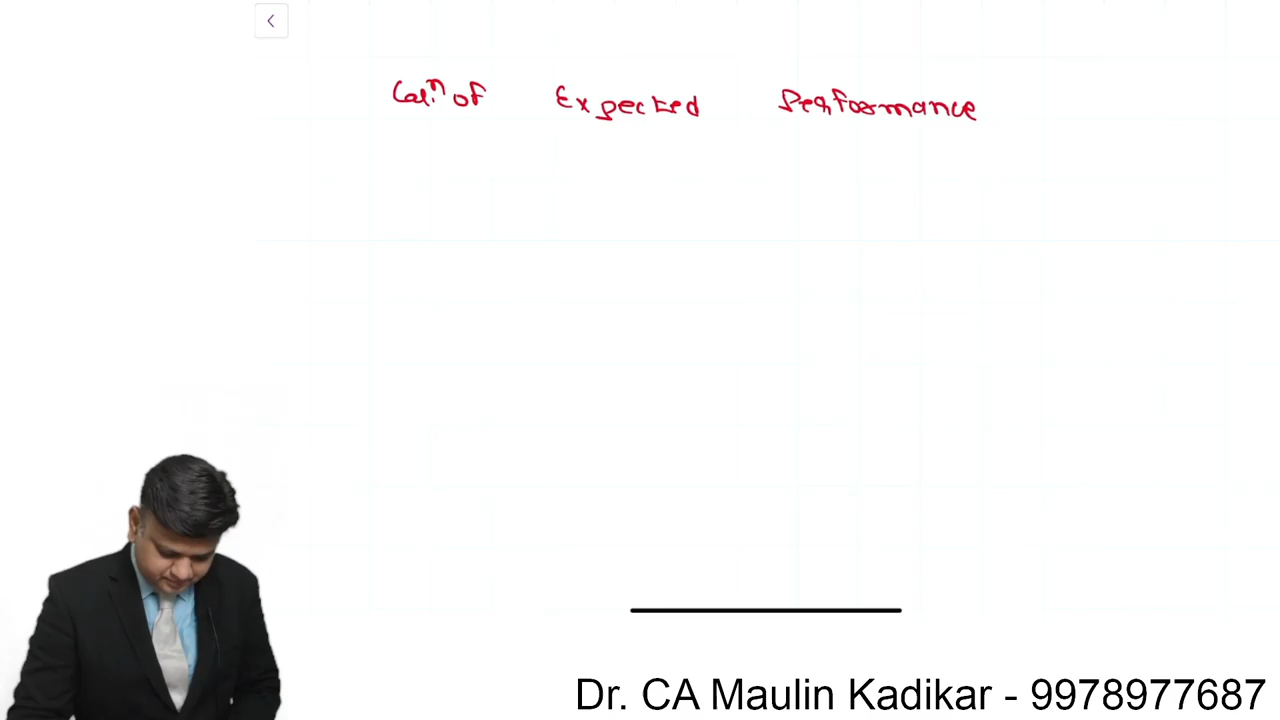 Caln of Expected Performance
Dr. CA Maulin Kadikar - 9978977687